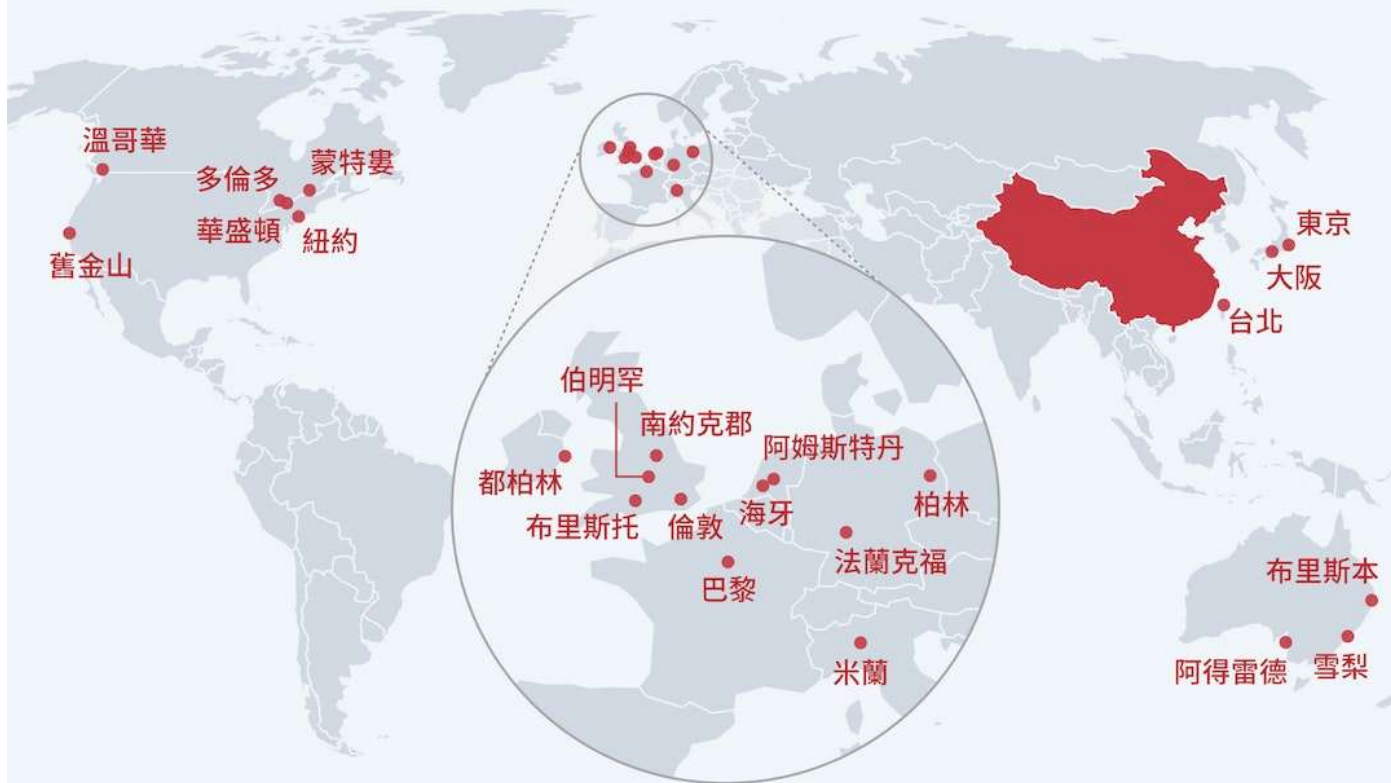 溫哥華
多倫多
蒙特婁
華盛頓
紐約
舊金山
東京
大阪
台北
伯明罕
南約克郡
阿姆斯特丹
都柏林
海牙
柏林
布里斯托
倫敦
法蘭克福
巴黎
米蘭
布里斯本
阿得雷德
雪梨